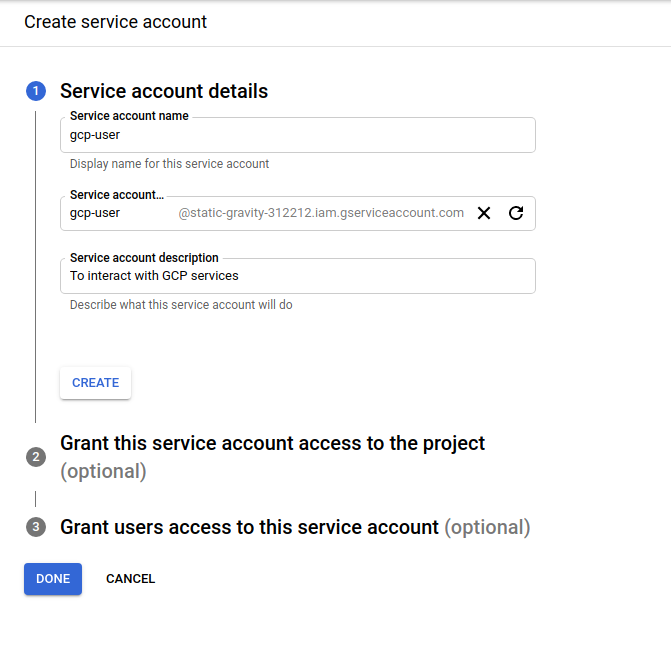 Create service account
1 Service account details
Service account name
gcp-user
Display name for this service account
Service account...
gcp-user @static-gravity-312212.iam.gserviceaccount.com
Service account description
To interact with GCP services
Describe what this service account will do
CREATE
2 Grant this service account access to the project
(optional)
3 Grant users access to this service account (optional)
DONE CANCEL